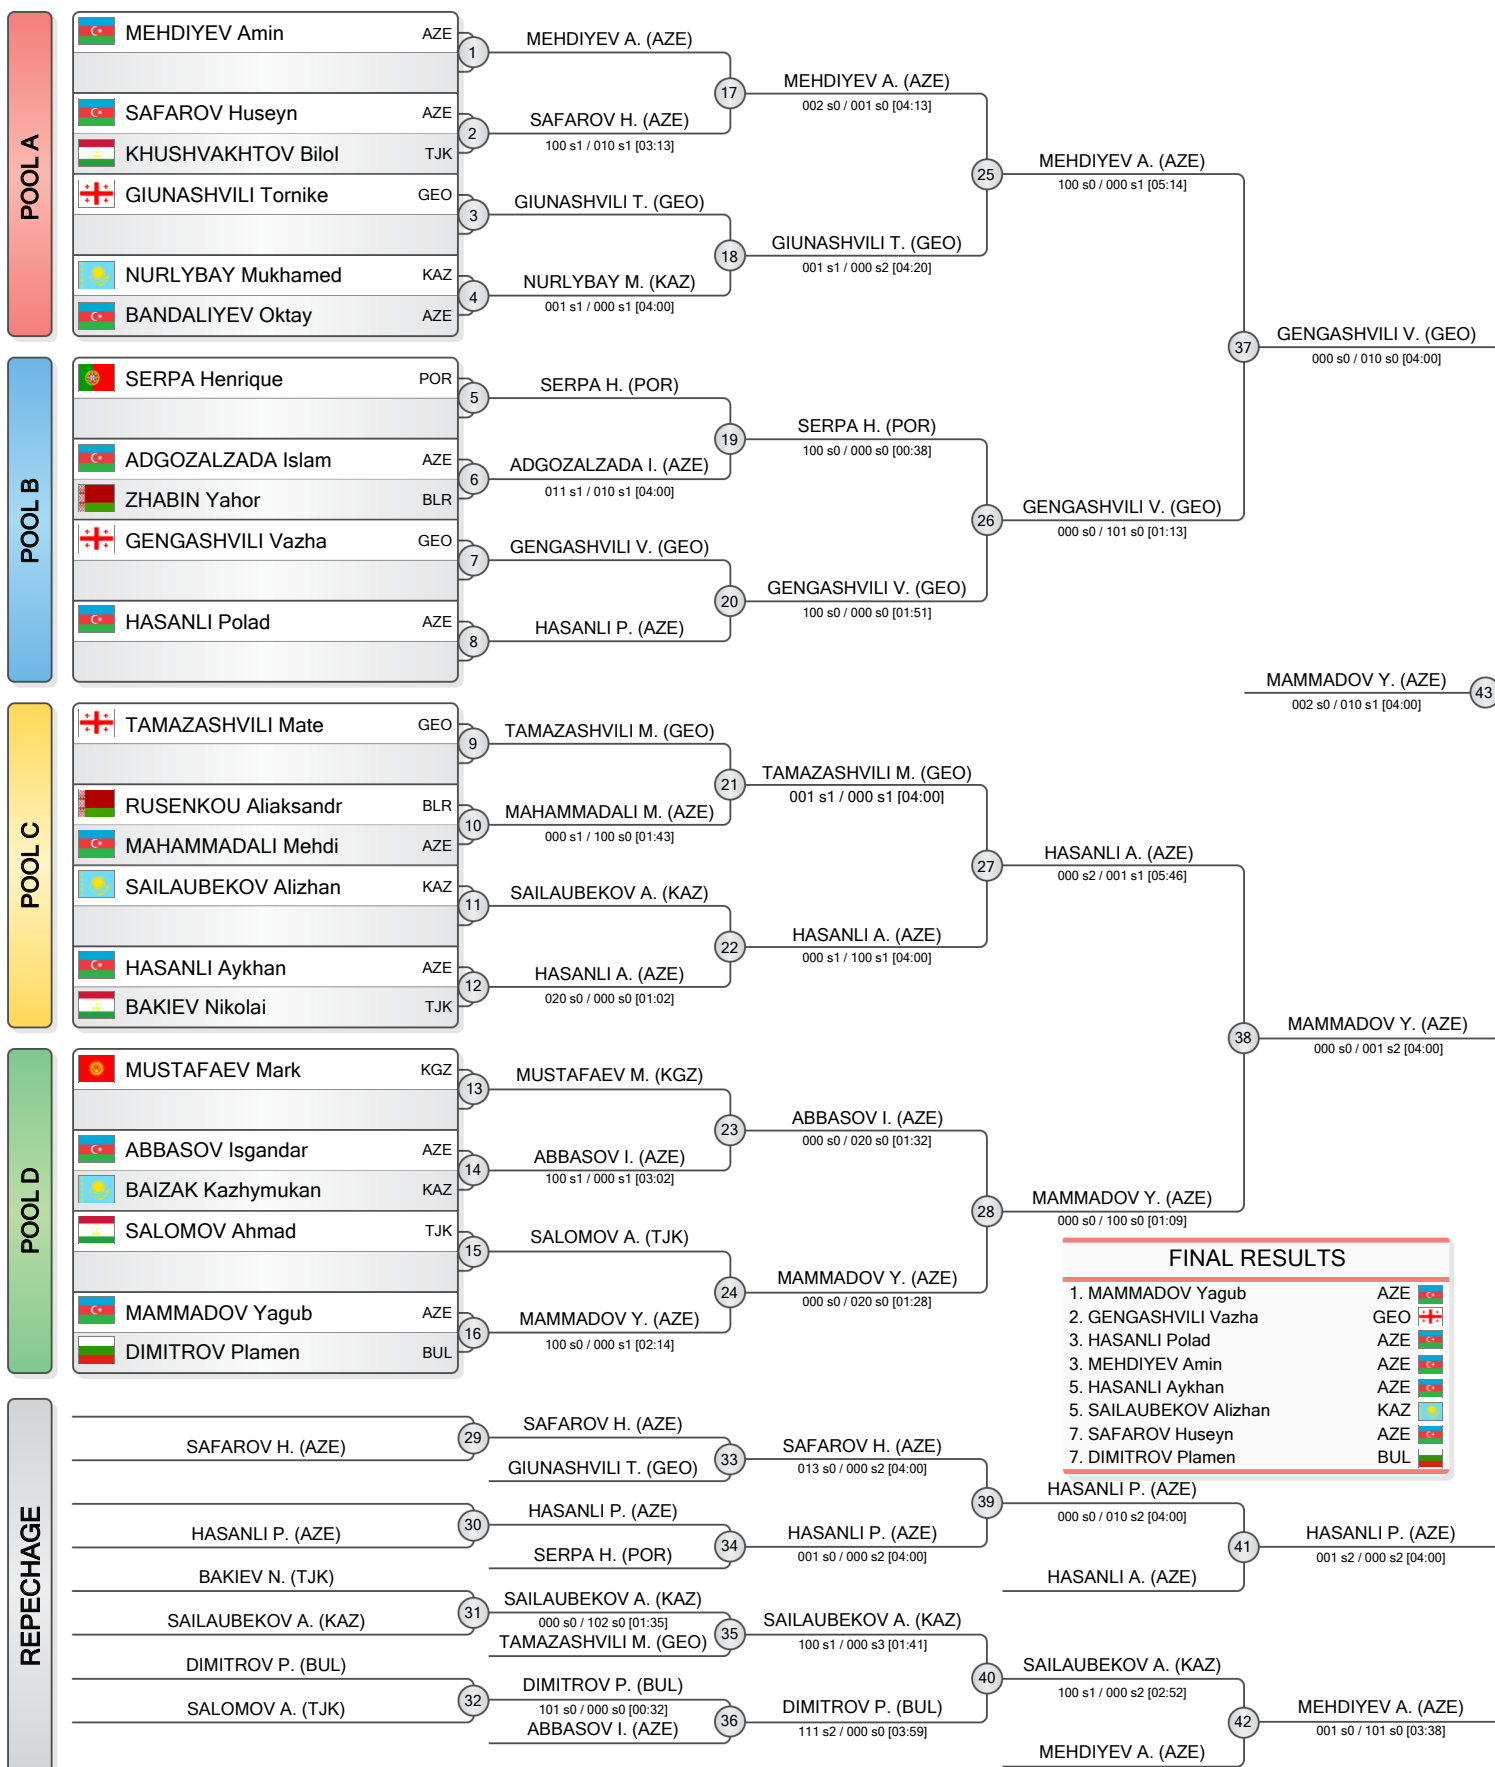 POOL A
MEHDIYEV Amin AZE
SAFAROV Huseyn AZE
KHUSHVAKHTOV Bilol TJK
GIUNASHVILI Tornike GEO
NURLYBAY Mukhamed KAZ
BANDALIYEV Oktay AZE
1
2
3
4
MEHDIYEV A. (AZE)
SAFAROV H. (AZE)
100 s1 / 010 s1 [03:13]
GIUNASHVILI T. (GEO)
NURLYBAY M. (KAZ)
001 s1 / 000 s1 [04:00]
17
18
MEHDIYEV A. (AZE)
002 s0 / 001 s0 [04:13]
GIUNASHVILI T. (GEO)
001 s1 / 000 s2 [04:20]
25
MEHDIYEV A. (AZE)
100 s0 / 000 s1 [05:14]
POOL B
SERPA Henrique POR
ADGOZALZADA Islam AZE
ZHABIN Yahor BLR
GENGASHVILI Vazha GEO
HASANLI Polad AZE
5
6
7
8
SERPA H. (POR)
ADGOZALZADA I. (AZE)
011 s1 / 010 s1 [04:00]
GENGASHVILI V. (GEO)
HASANLI P. (AZE)
19
20
SERPA H. (POR)
100 s0 / 000 s0 [00:38]
GENGASHVILI V. (GEO)
100 s0 / 000 s0 [01:51]
26
GENGASHVILI V. (GEO)
000 s0 / 101 s0 [01:13]
37
GENGASHVILI V. (GEO)
000 s0 / 010 s0 [04:00]
MAMMADOV Y. (AZE)
002 s0 / 010 s1 [04:00]
43
POOL C
TAMAZASHVILI Mate GEO
RUSENKOU Aliaksandr BLR
MAHAMMADALI Mehdi AZE
SAILAUBEKOV Alizhan KAZ
HASANLI Aykhan AZE
BAKIEV Nikolai TJK
9
10
11
12
TAMAZASHVILI M. (GEO)
MAHAMMADALI M. (AZE)
000 s1 / 100 s0 [01:43]
SAILAUBEKOV A. (KAZ)
HASANLI A. (AZE)
020 s0 / 000 s0 [01:02]
21
22
TAMAZASHVILI M. (GEO)
001 s1 / 000 s1 [04:00]
HASANLI A. (AZE)
000 s1 / 100 s1 [04:00]
27
HASANLI A. (AZE)
000 s2 / 001 s1 [05:46]
POOL D
MUSTAFAEV Mark KGZ
ABBASOV Isgandar AZE
BAIZAK Kazhymukan KAZ
SALOMOV Ahmad TJK
MAMMADOV Yagub AZE
DIMITROV Plamen BUL
13
14
15
16
MUSTAFAEV M. (KGZ)
ABBASOV I. (AZE)
100 s1 / 000 s1 [03:02]
SALOMOV A. (TJK)
MAMMADOV Y. (AZE)
100 s0 / 000 s1 [02:14]
23
24
ABBASOV I. (AZE)
000 s0 / 020 s0 [01:32]
MAMMADOV Y. (AZE)
000 s0 / 020 s0 [01:28]
28
MAMMADOV Y. (AZE)
000 s0 / 100 s0 [01:09]
38
MAMMADOV Y. (AZE)
000 s0 / 001 s2 [04:00]
FINAL RESULTS
1. MAMMADOV Yagub AZE
2. GENGASHVILI Vazha GEO
3. HASANLI Polad AZE
3. MEHDIYEV Amin AZE
5. HASANLI Aykhan AZE
5. SAILAUBEKOV Alizhan KAZ
7. SAFAROV Huseyn AZE
7. DIMITROV Plamen BUL
REPECHAGE
SAFAROV H. (AZE)
HASANLI P. (AZE)
BAKIEV N. (TJK)
SAILAUBEKOV A. (KAZ)
DIMITROV P. (BUL)
SALOMOV A. (TJK)
29
30
31
32
SAFAROV H. (AZE)
GIUNASHVILI T. (GEO)
HASANLI P. (AZE)
SERPA H. (POR)
SAILAUBEKOV A. (KAZ)
000 s0 / 102 s0 [01:35]
TAMAZASHVILI M. (GEO)
DIMITROV P. (BUL)
101 s0 / 000 s0 [00:32]
ABBASOV I. (AZE)
33
34
35
36
SAFAROV H. (AZE)
013 s0 / 000 s2 [04:00]
HASANLI P. (AZE)
001 s0 / 000 s2 [04:00]
SAILAUBEKOV A. (KAZ)
100 s1 / 000 s3 [01:41]
DIMITROV P. (BUL)
111 s2 / 000 s0 [03:59]
39
40
HASANLI P. (AZE)
000 s0 / 010 s2 [04:00]
HASANLI A. (AZE)
SAILAUBEKOV A. (KAZ)
100 s1 / 000 s2 [02:52]
MEHDIYEV A. (AZE)
41
42
HASANLI P. (AZE)
001 s2 / 000 s2 [04:00]
MEHDIYEV A. (AZE)
001 s0 / 101 s0 [03:38]